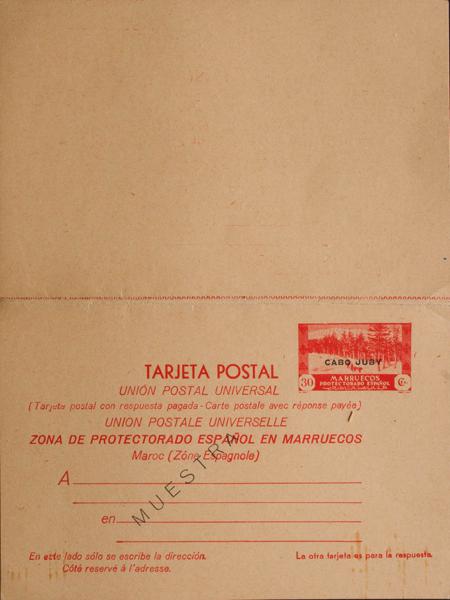 CABO JUBY
MARRUECOS
30 PROTECTORADO ESPAÑOL Cs.
TARJETA POSTAL
UNIÓN POSTAL UNIVERSAL
(Tarjeta postal con respuesta pagada - Carte postale avec réponse payée)
UNION POSTALE UNIVERSELLE
ZONA DE PROTECTORADO ESPAÑOL EN MARRUECOS
Maroc (Zône Espagnole)
MUESTRA
A
en
En este lado sólo se escribe la dirección.
La otra tarjeta es para la respuesta.
Côté reservé á l'adresse.